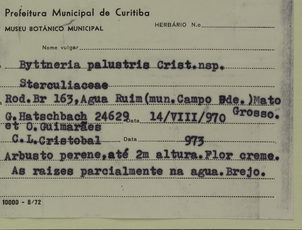 Prefeitura Municipal de Curitiba
MUSEU BOTÂNICO MUNICIPAL
HERBÁRIO N.o
Nome vulgar
Byttneria palustris Crist.nsp.
Sterculiaceae
Rod.Br 163,Agua Ruim(mun.Campo Gde.)Mato
Grosso.
G.Hatschbach 24629 Data 14/VIII/970
et O.Guimarães
C.L.Cristobal Data 973
Arbusto perene,até 2m altura.Flor creme.
As raizes parcialmente na agua.Brejo.
10000 - 8/72